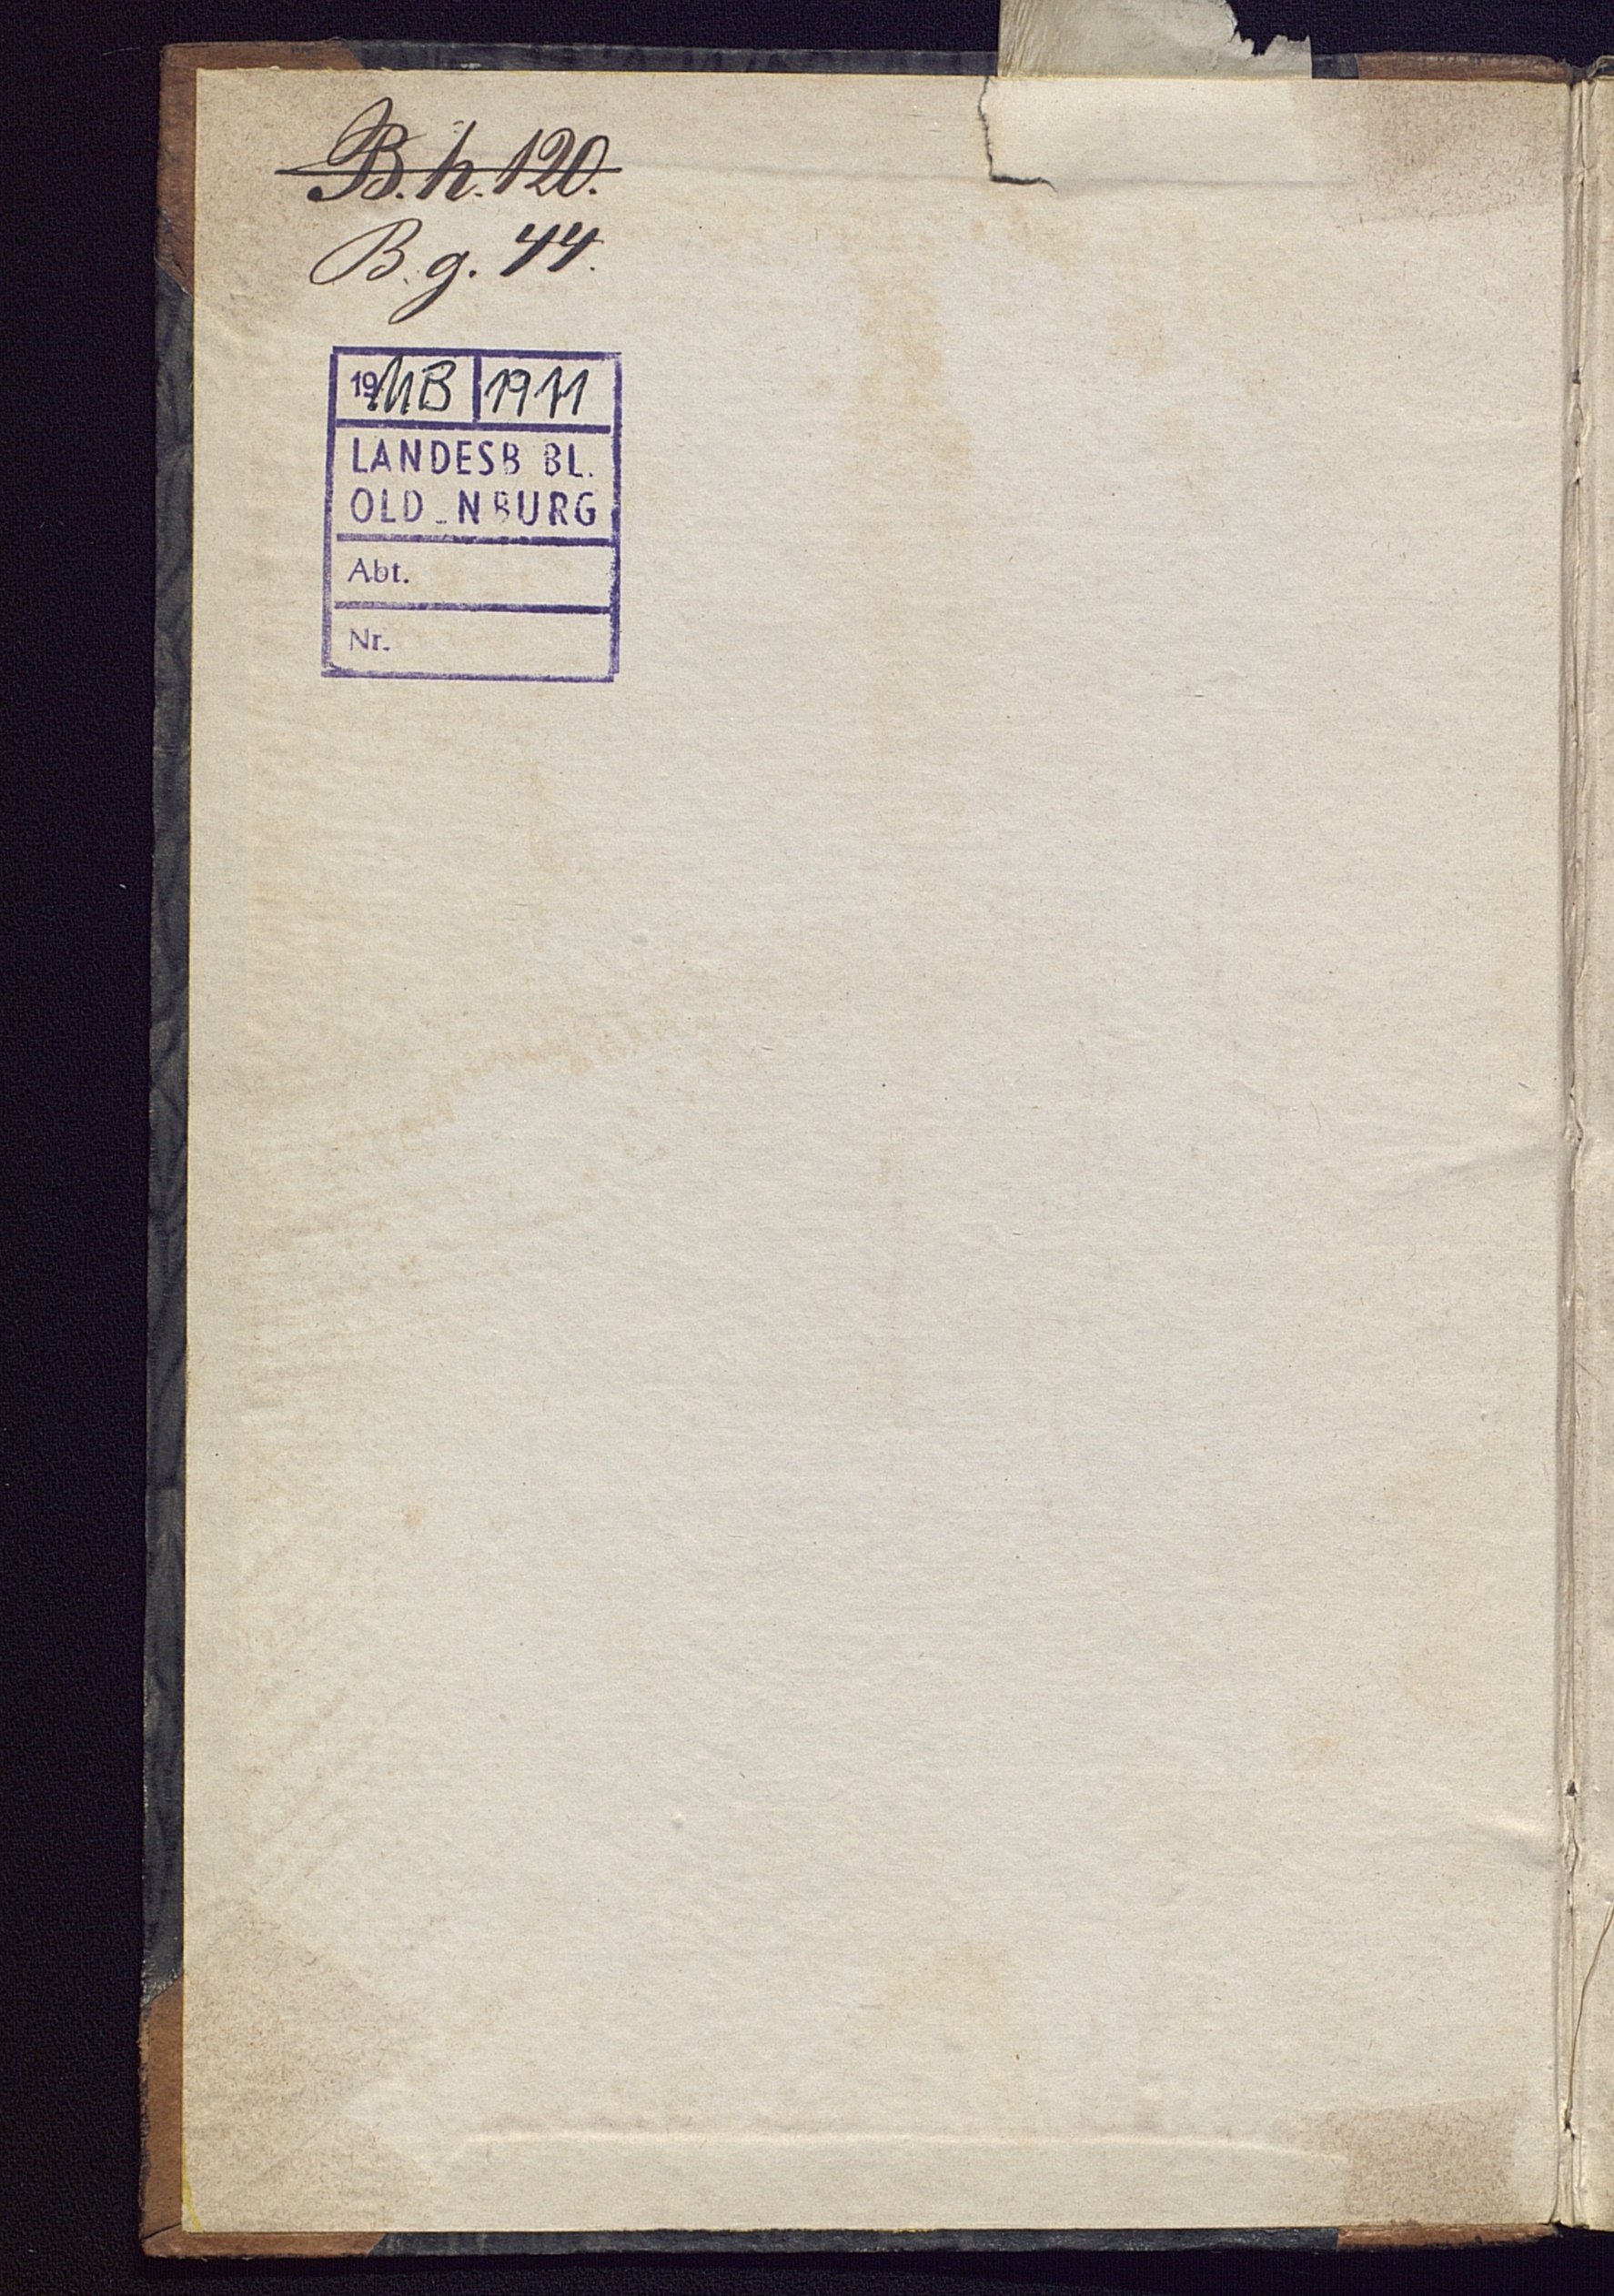 B. h. 120.
B. g. 44.
19 MB 1911
LANDESB BL.
OLD NBURG
Abt.
Nr.